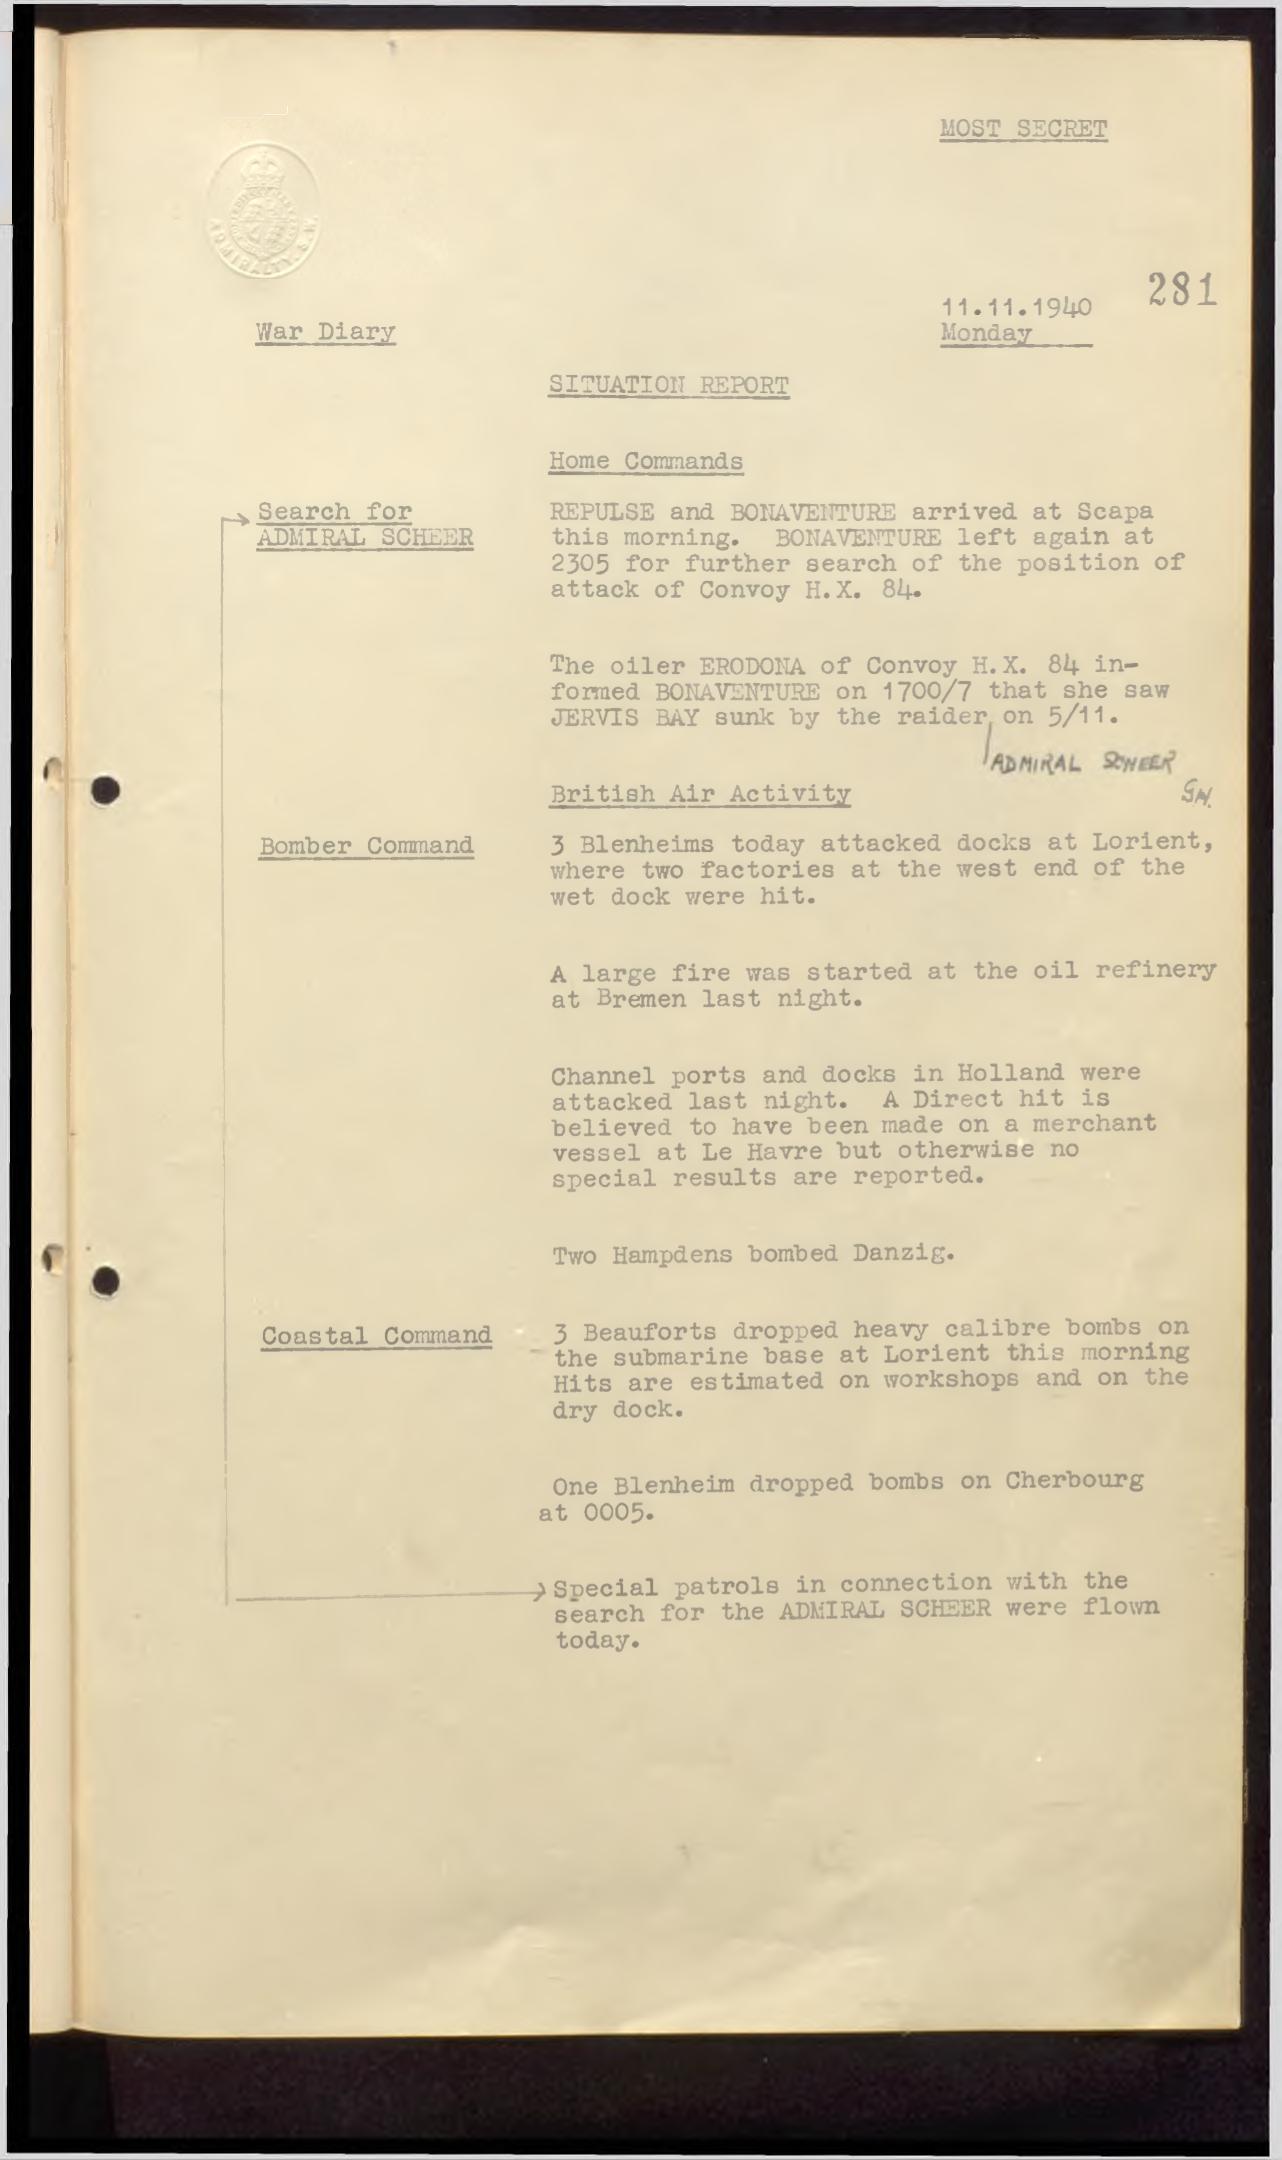 MOST SECRET
ADMIRALTY. S.W.
281
11.11.1940
War Diary
Monday
SITUATION REPORT
Home Commands
Search for
ADMIRAL SCHEER
REPULSE and BONAVENTURE arrived at Scapa
this morning. BONAVENTURE left again at
2305 for further search of the position of
attack of Convoy H.X. 84.
The oiler ERODONA of Convoy H.X. 84 in-
formed BONAVENTURE on 1700/7 that she saw
JERVIS BAY sunk by the raider, on 5/11.
ADMIRAL SCHEER
British Air Activity
Bomber Command
3 Blenheims today attacked docks at Lorient,
where two factories at the west end of the
wet dock were hit.
A large fire was started at the oil refinery
at Bremen last night.
Channel ports and docks in Holland were
attacked last night. A Direct hit is
believed to have been made on a merchant
vessel at Le Havre but otherwise no
special results are reported.
Two Hampdens bombed Danzig.
Coastal Command
3 Beauforts dropped heavy calibre bombs on
the submarine base at Lorient this morning
Hits are estimated on workshops and on the
dry dock.
One Blenheim dropped bombs on Cherbourg
at 0005.
Special patrols in connection with the
search for the ADMIRAL SCHEER were flown
today.